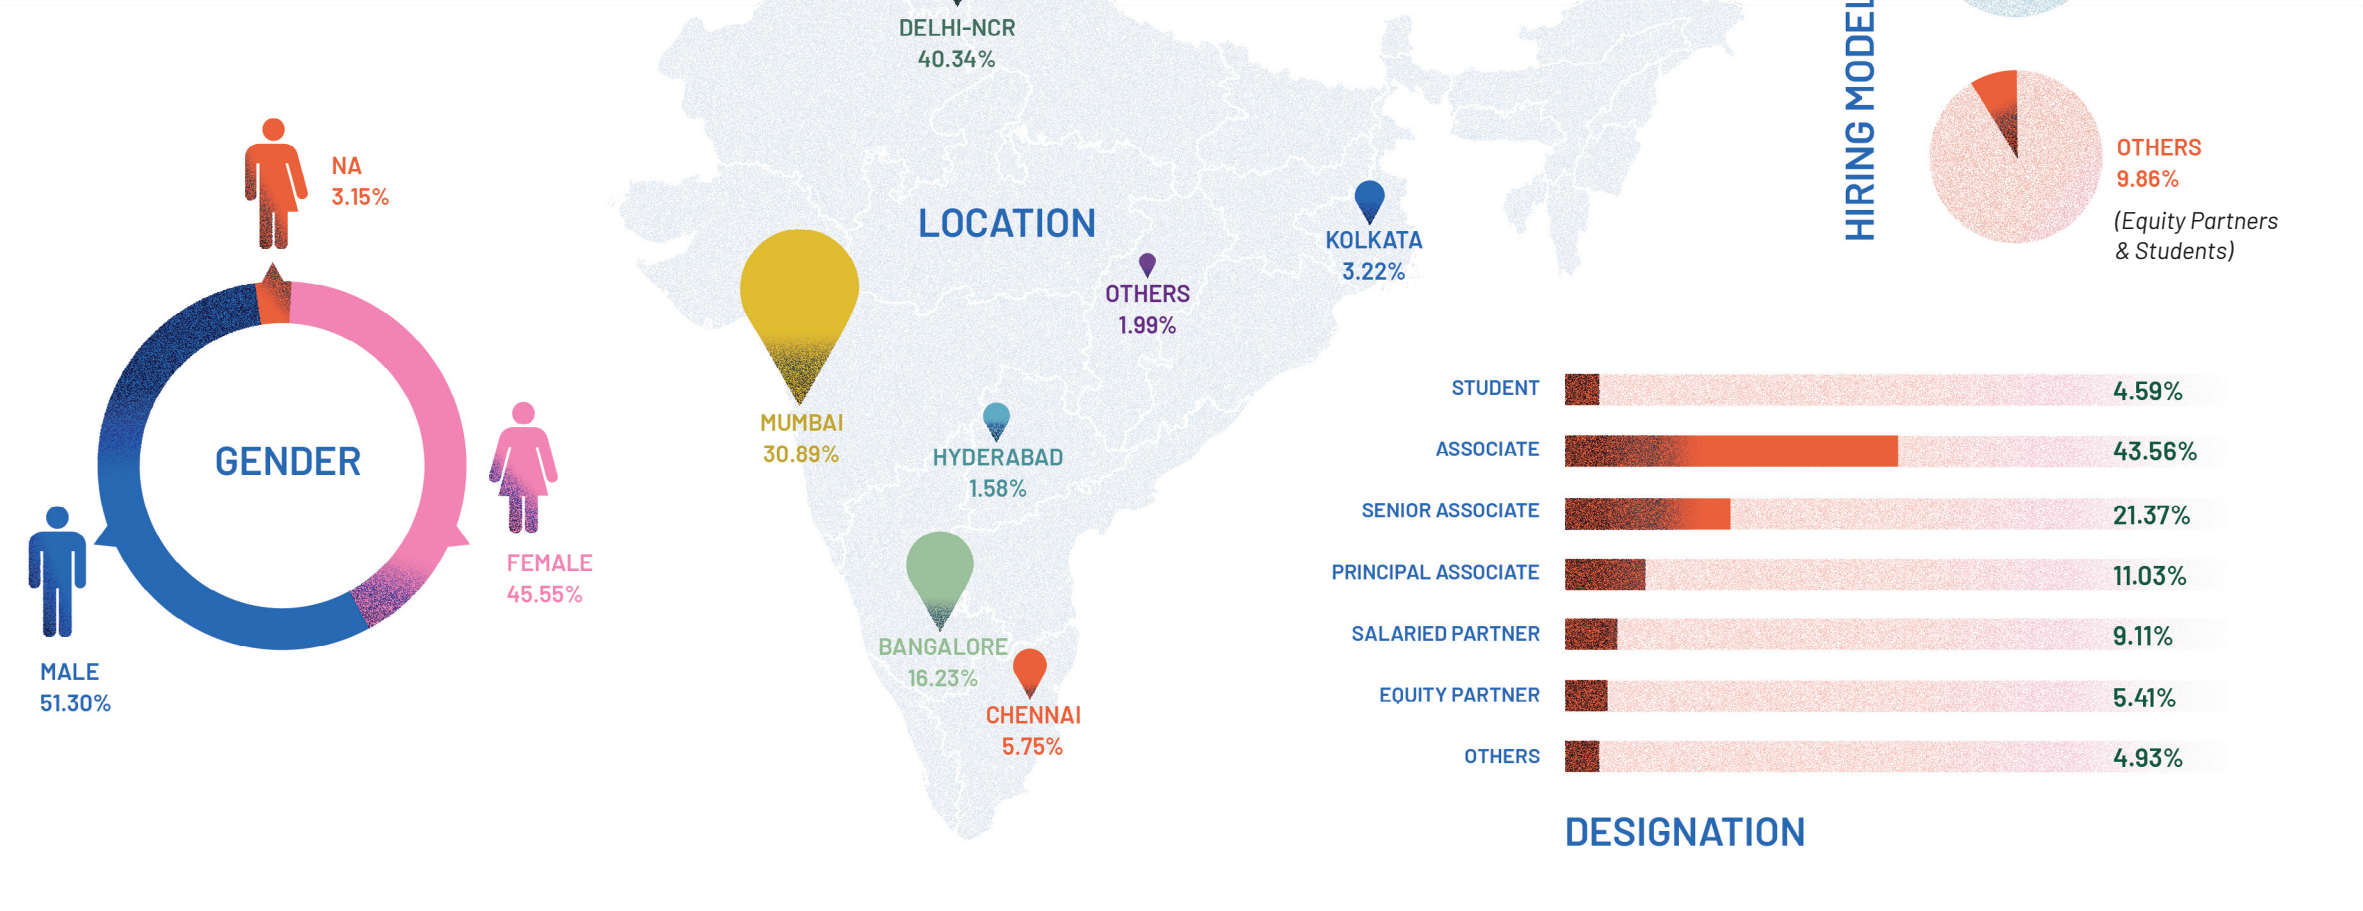 NA
3.15%
GENDER
FEMALE
45.55%
MALE
51.30%
DELHI-NCR
40.34%
LOCATION
KOLKATA
3.22%
OTHERS
1.99%
MUMBAI
30.89%
HYDERABAD
1.58%
BANGALORE
16.23%
CHENNAI
5.75%
HIRING MODEL
OTHERS
9.86%
(Equity Partners
& Students)
STUDENT 4.59%
ASSOCIATE 43.56%
SENIOR ASSOCIATE 21.37%
PRINCIPAL ASSOCIATE 11.03%
SALARIED PARTNER 9.11%
EQUITY PARTNER 5.41%
OTHERS 4.93%
DESIGNATION